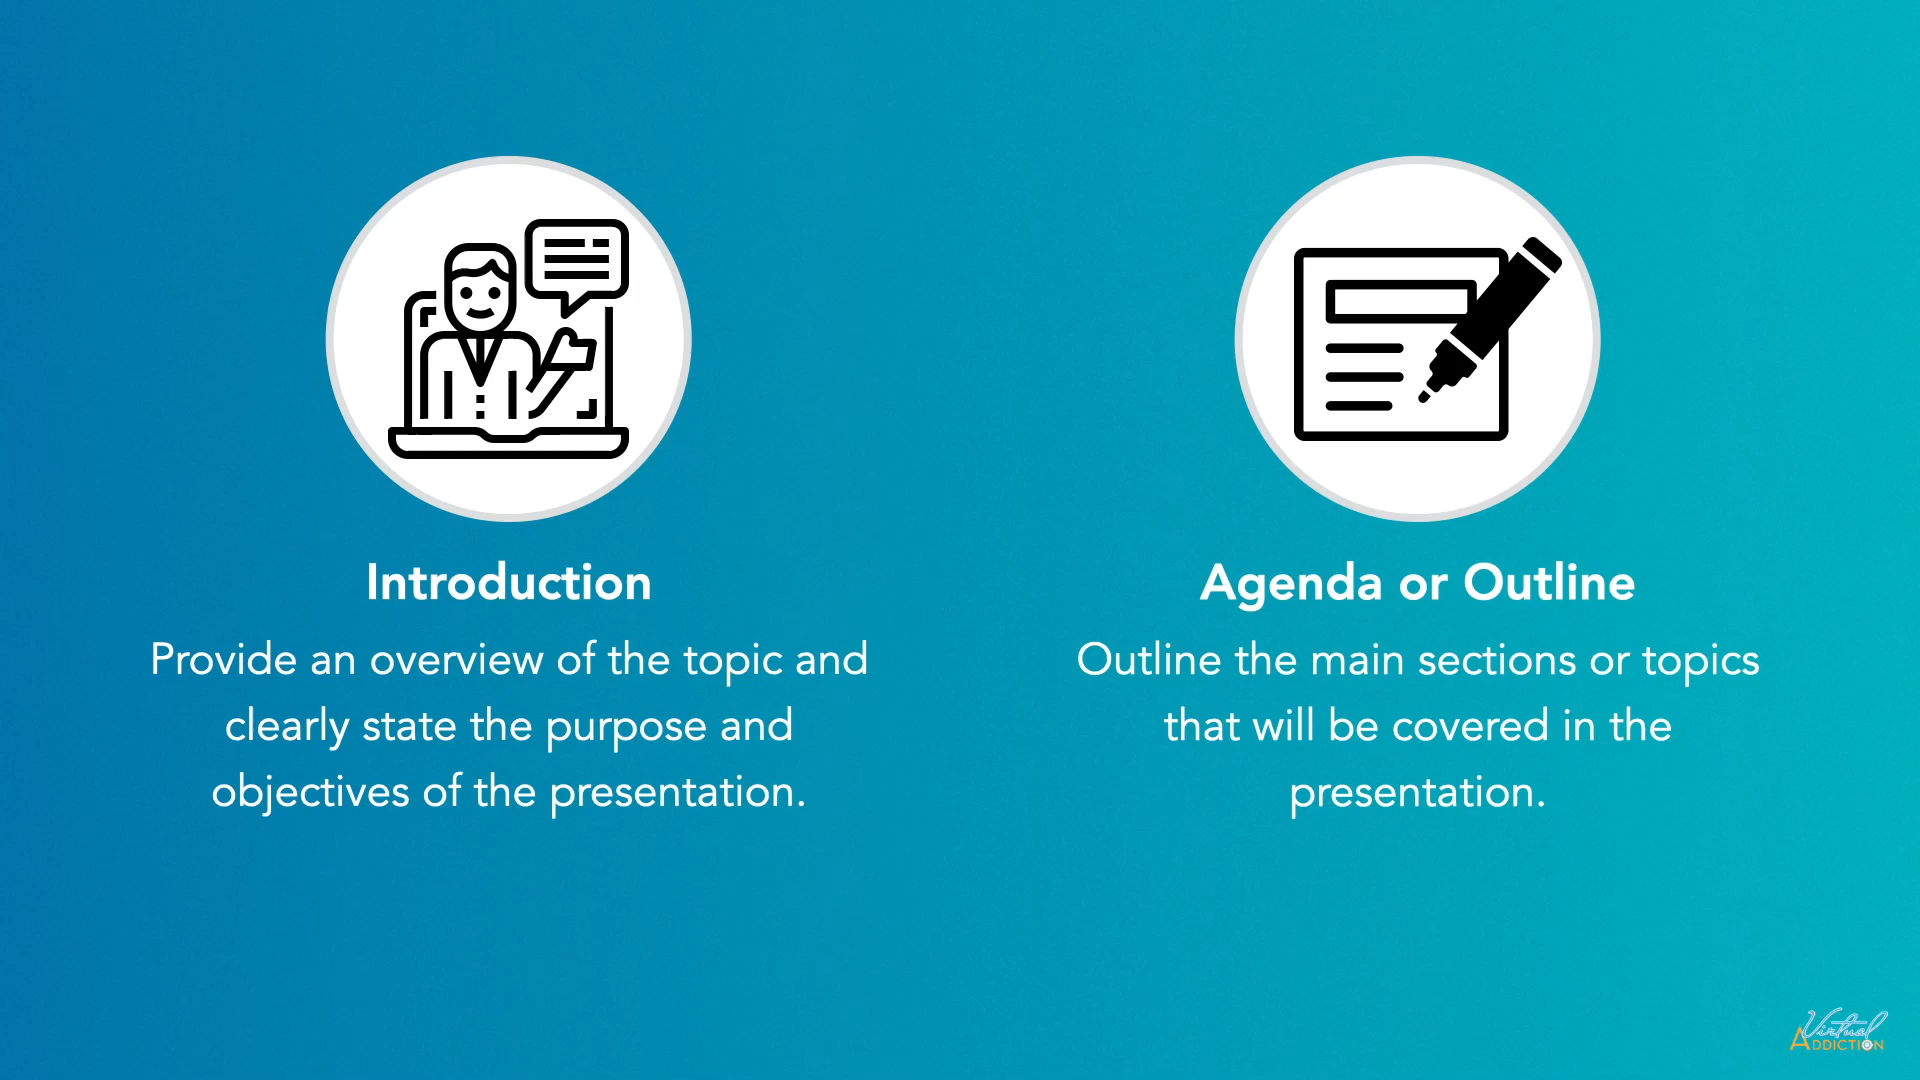 Introduction
Provide an overview of the topic and
clearly state the purpose and
objectives of the presentation.
Agenda or Outline
Outline the main sections or topics
that will be covered in the
presentation.
Virtual
ADDICTION